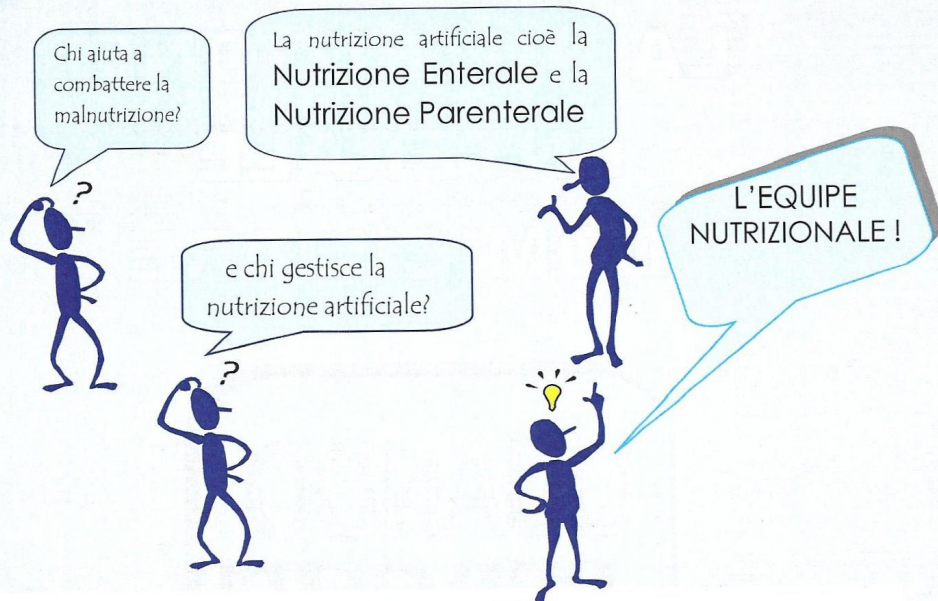 Chi aiuta a
combattere la
malnutrizione?
La nutrizione artificiale cioè la
Nutrizione Enterale e la
Nutrizione Parenterale
?
L'EQUIPE
NUTRIZIONALE !
e chi gestisce la
nutrizione artificiale?
?